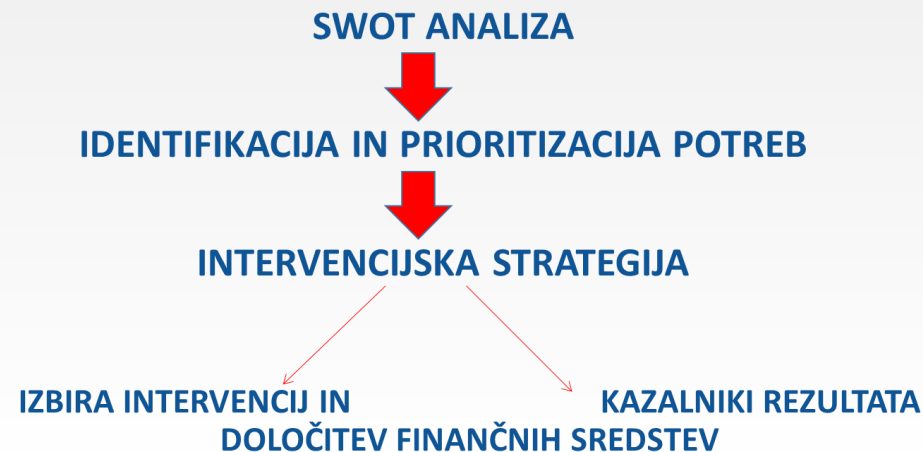 SWOT ANALIZA
IDENTIFIKACIJA IN PRIORITIZACIJA POTREB
INTERVENCIJSKA STRATEGIJA
IZBIRA INTERVENCIJ IN
DOLOČITEV FINANČNIH SREDSTEV
KAZALNIKI REZULTATA